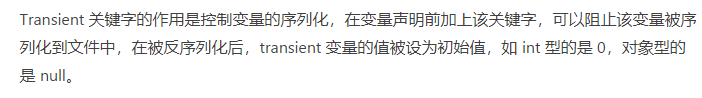 Transient 关键字的作用是控制变量的序列化，在变量声明前加上该关键字，可以阻止该变量被序
列化到文件中，在被反序列化后，transient 变量的值被设为初始值，如 int 型的是 0，对象型的
是 null。